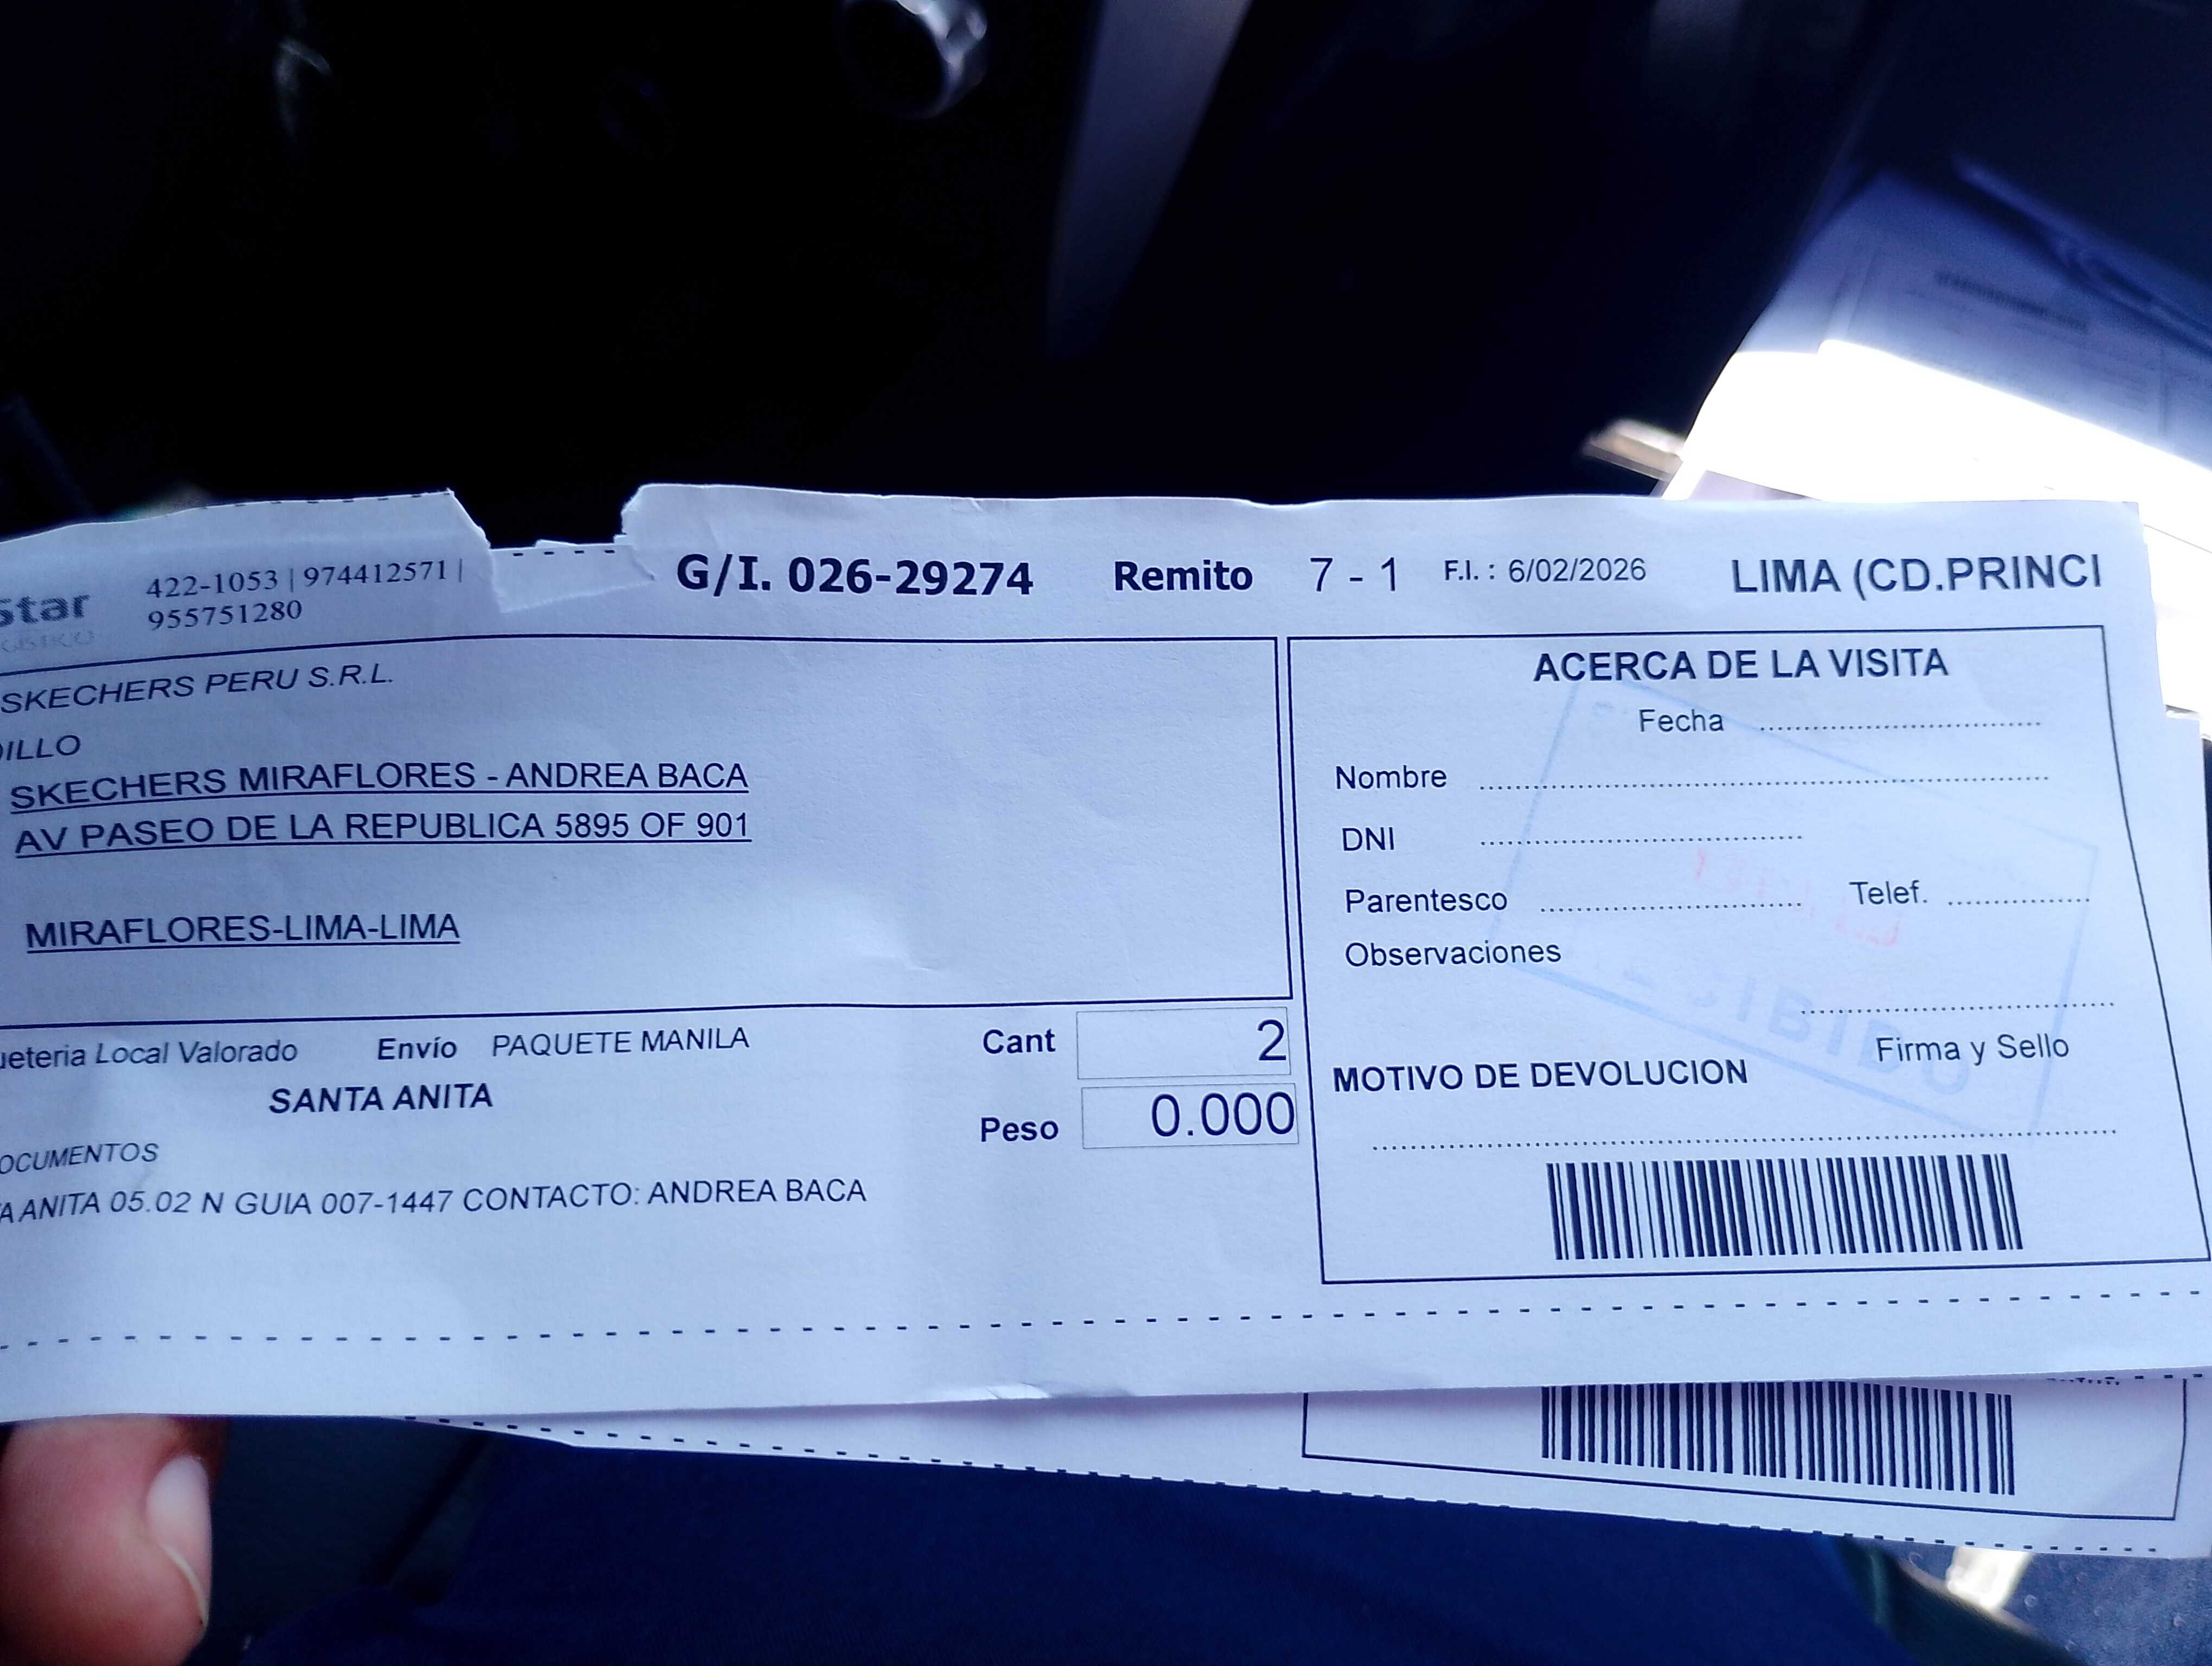 Star
422-1053 | 974412571 |
955751280
G/I. 026-29274 Remito 7 - 1 F.I. : 6/02/2026 LIMA (CD.PRINCI
SKECHERS PERU S.R.L.
DILLO
SKECHERS MIRAFLORES - ANDREA BACA
AV PASEO DE LA REPUBLICA 5895 OF 901
MIRAFLORES-LIMA-LIMA
ueteria Local Valorado Envío PAQUETE MANILA
SANTA ANITA
Cant 2
Peso 0.000
OCUMENTOS
A ANITA 05.02 N GUIA 007-1447 CONTACTO: ANDREA BACA
ACERCA DE LA VISITA
Fecha
Nombre
DNI
Parentesco Telef.
Observaciones
Firma y Sello
MOTIVO DE DEVOLUCION